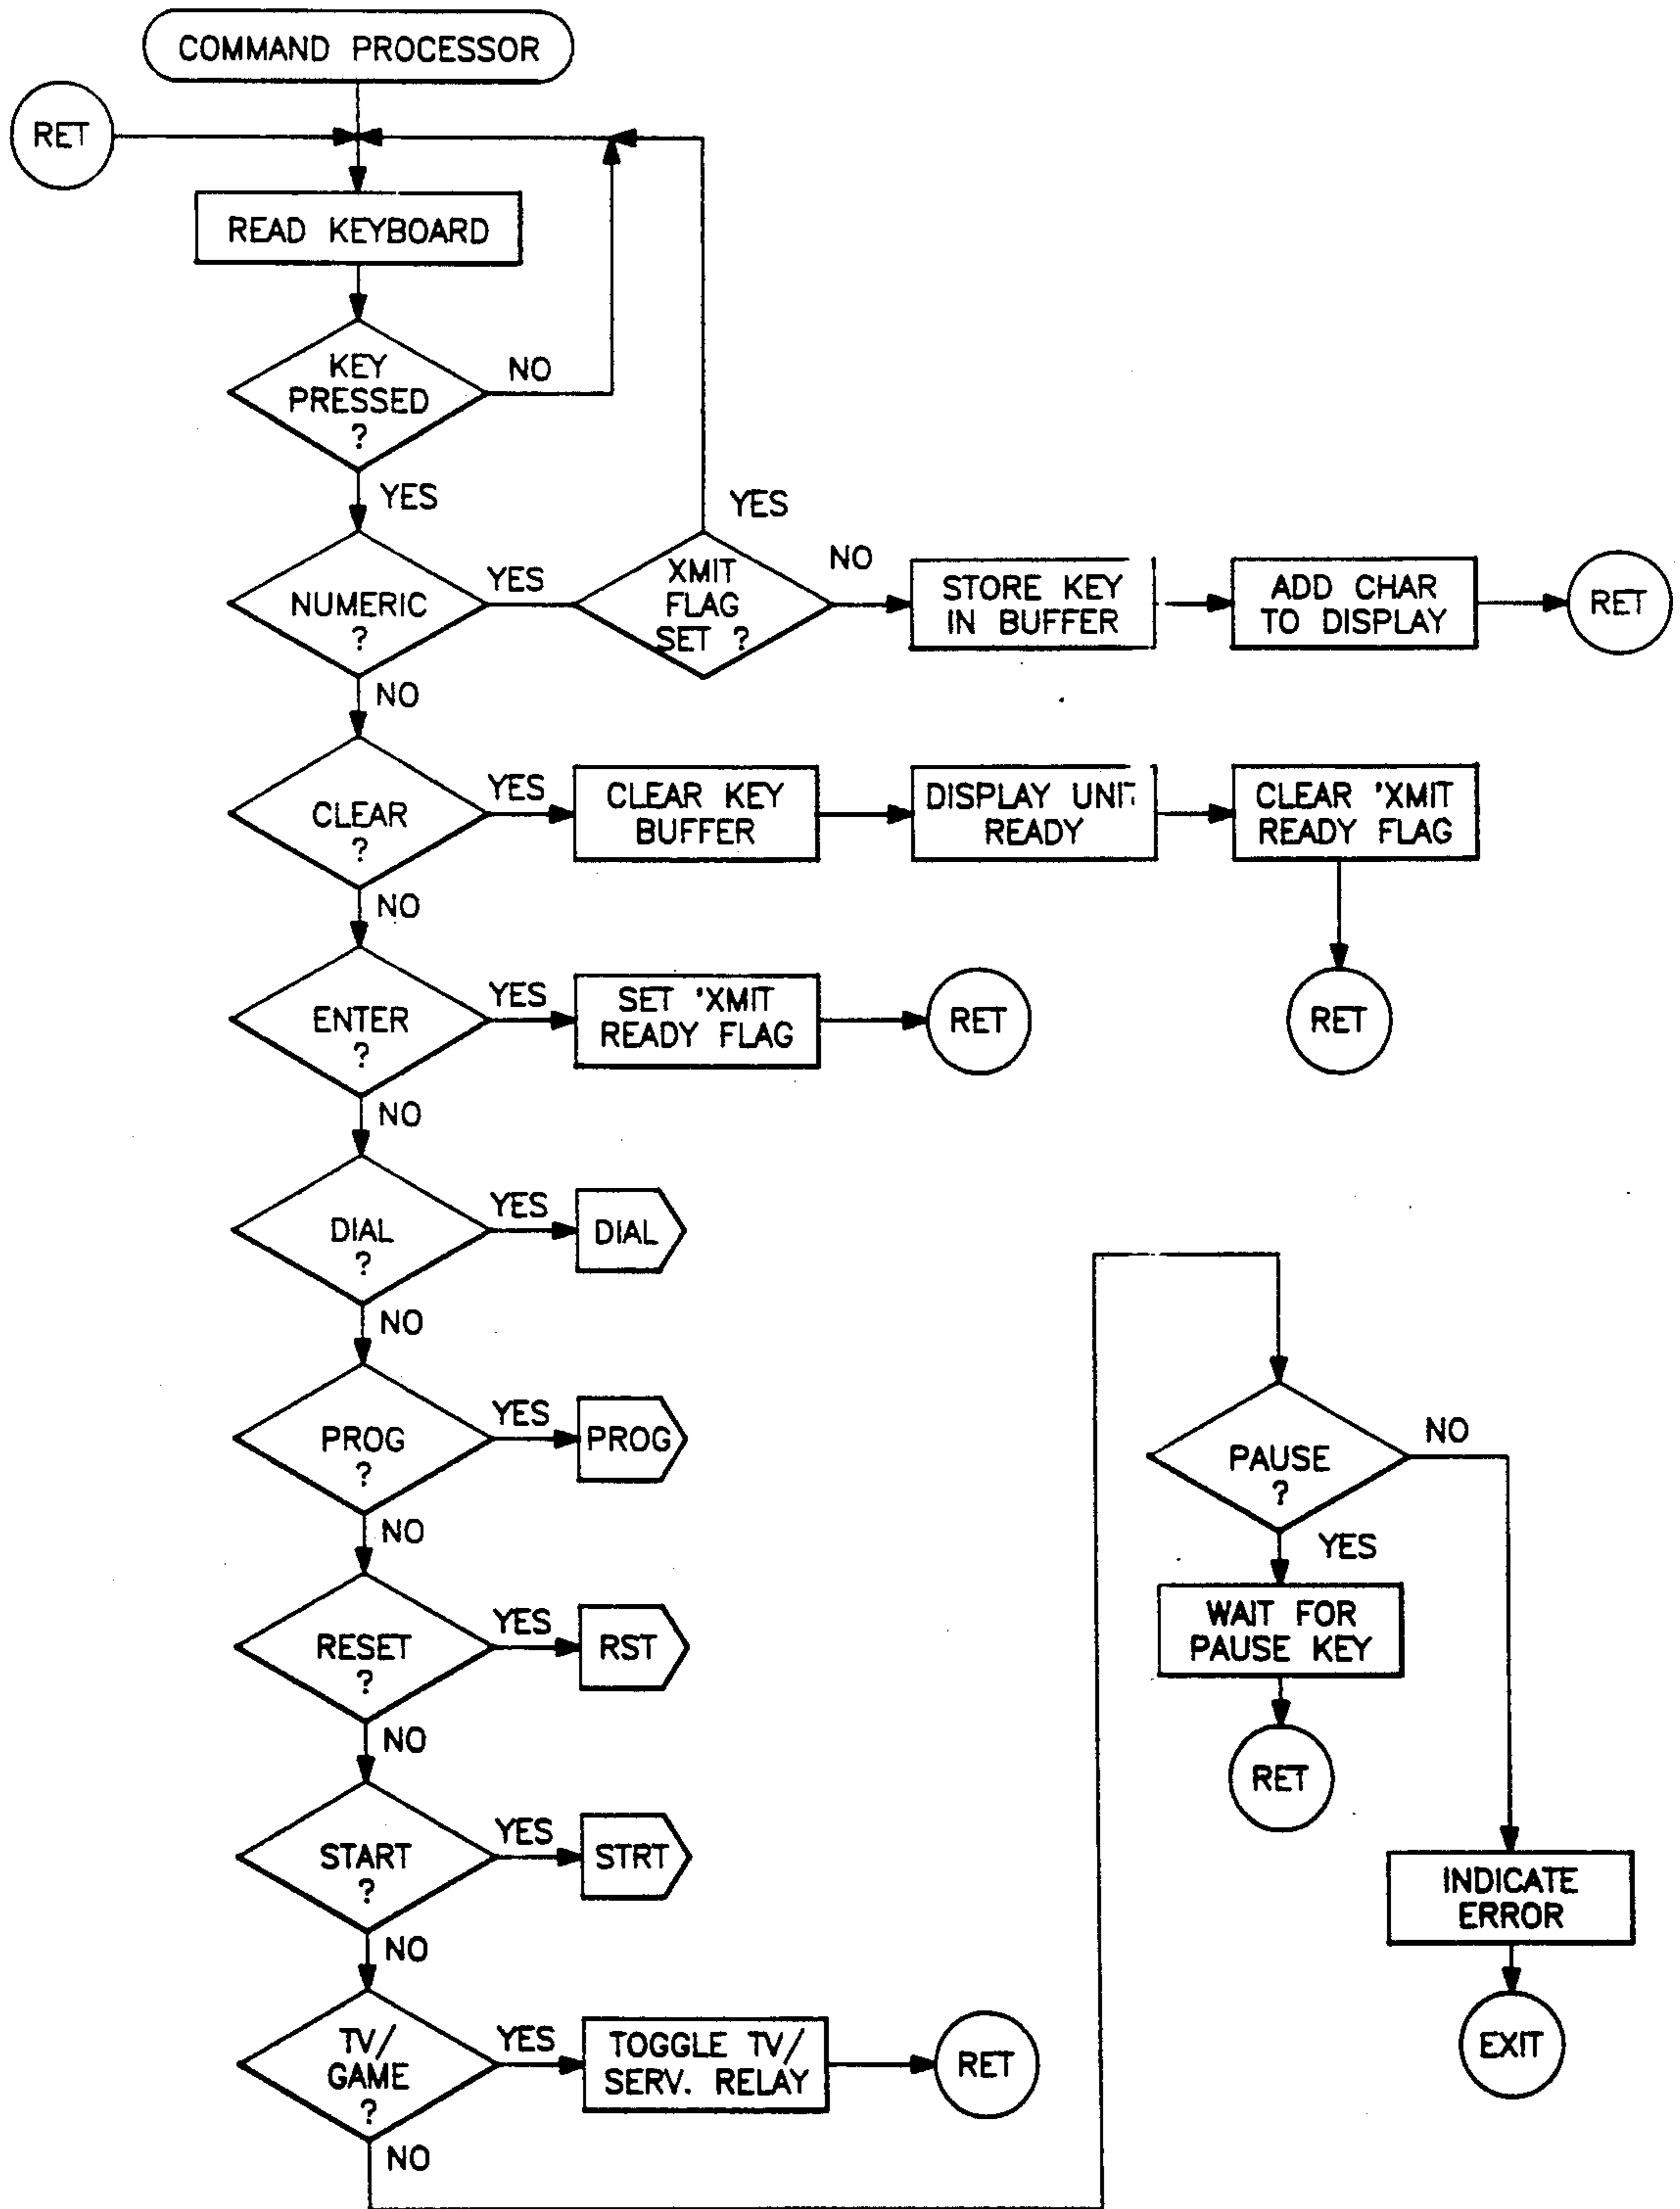 COMMAND PROCESSOR
RET
READ KEYBOARD
KEY
PRESSED
?
NO
YES
NUMERIC
?
YES
XMIT
FLAG
SET ?
YES
NO
STORE KEY
IN BUFFER
ADD CHAR
TO DISPLAY
RET
NO
CLEAR
?
YES
CLEAR KEY
BUFFER
DISPLAY UNIT
READY
CLEAR 'XMIT
READY FLAG
RET
NO
ENTER
?
YES
SET 'XMIT
READY FLAG
RET
NO
DIAL
?
YES
DIAL
NO
PROG
?
YES
PROG
NO
RESET
?
YES
RST
NO
START
?
YES
STRT
NO
TV/
GAME
?
YES
TOGGLE TV/
SERV. RELAY
RET
NO
PAUSE
?
NO
YES
WAIT FOR
PAUSE KEY
RET
INDICATE
ERROR
EXIT